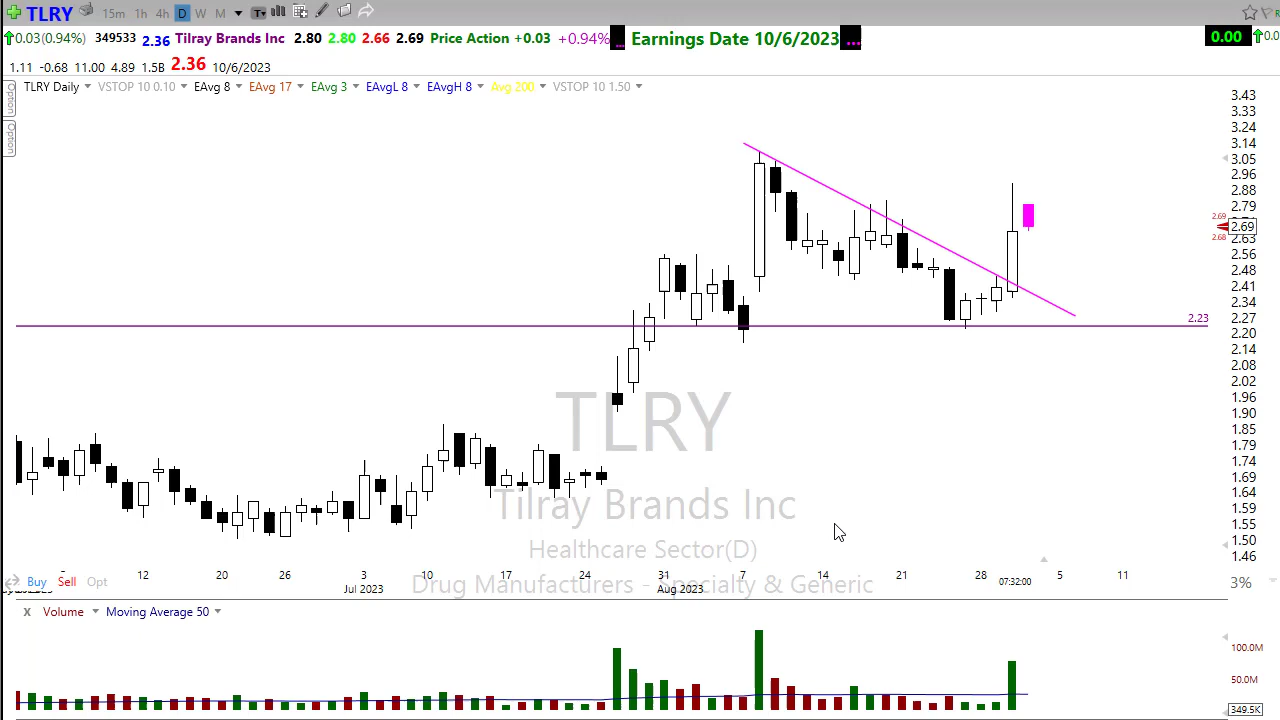 TLRY 15m 1h 4h D W M T
0.03(0.94%) 349533 2.36 Tilray Brands Inc 2.80 2.80 2.66 2.69 Price Action +0.03 +0.94% ... Earnings Date 10/6/2023 ... 0.00
1.11 -0.68 11.00 4.89 1.5B 2.36 10/6/2023
TLRY Daily VSTOP 10 0.10 EAvg 8 EAvg 17 EAvg 3 EAvgL 8 EAvgH 8 Avg 200 VSTOP 10 1.50
Option
Option
3.43
3.33
3.24
3.14
3.05
2.96
2.88
2.79
2.69
2.69
2.68
2.63
2.56
2.48
2.41
2.34
2.23
2.27
2.20
2.14
2.08
2.02
1.96
1.90
1.85
1.79
1.74
1.69
1.64
1.59
1.55
1.50
1.46
TLRY
Tilray Brands Inc
Healthcare Sector(D)
Drug Manufacturers - Specialty & Generic
12 20 26 3 10 17 24 31 7 14 21 28 07:32:00 5 11
Buy Sell Opt 3%
Jul 2023 Aug 2023
X Volume Moving Average 50
100.0M
50.0M
349.5K